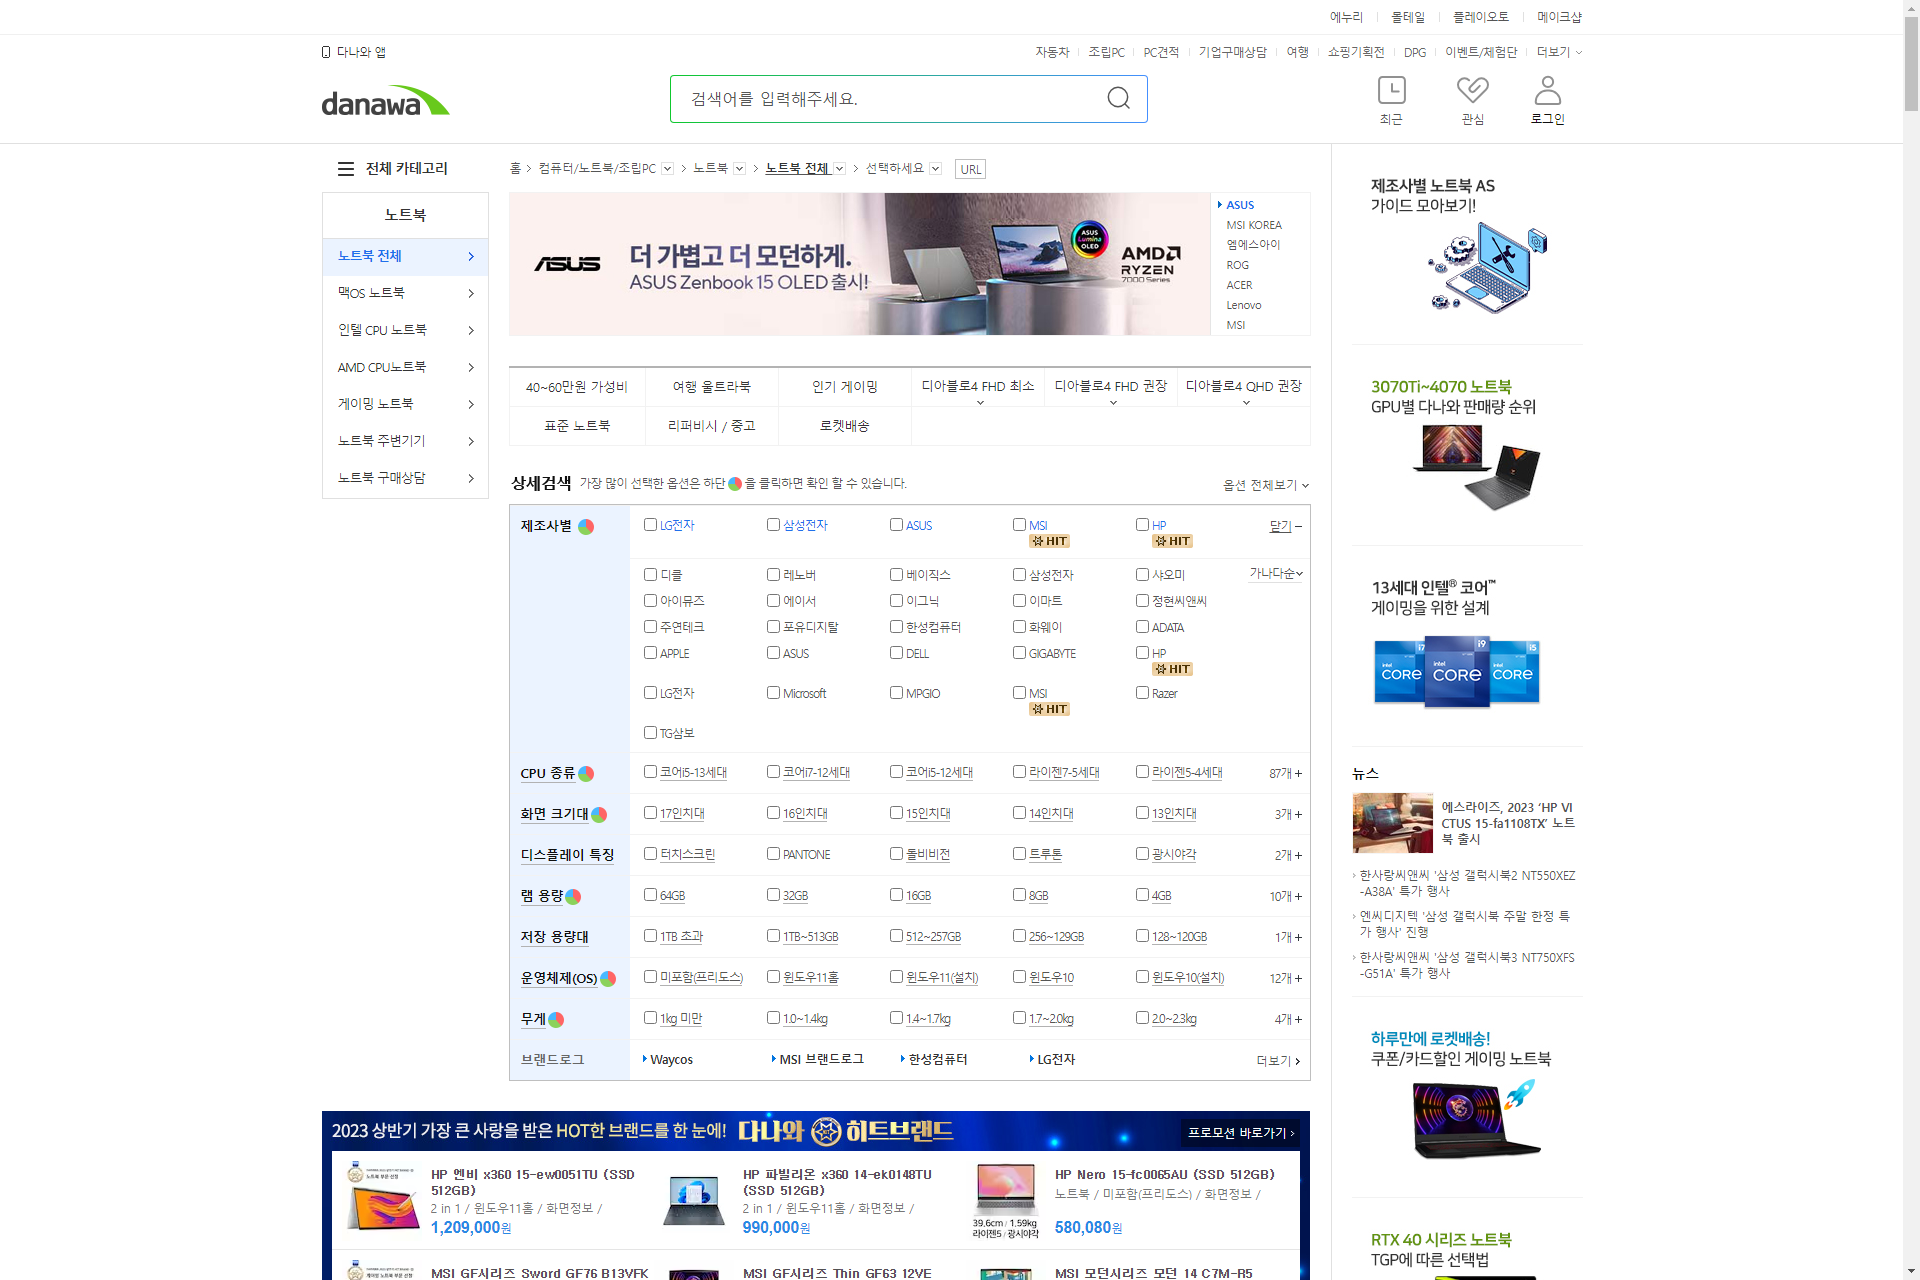 에누리
몰테일
플레이오토
메이크샵
다나와 앱
자동차
조립PC
PC견적
기업구매상담
여행
쇼핑기획전
DPG
이벤트/체험단
더보기
danawa
검색어를 입력해주세요.
최근
관심
로그인
전체 카테고리
홈 > 컴퓨터/노트북/조립PC > 노트북 > 노트북 전체 > 선택하세요 URL
노트북
노트북 전체
맥OS 노트북
인텔 CPU 노트북
AMD CPU노트북
게이밍 노트북
노트북 주변기기
노트북 구매상담
ASUS
더 가볍고 더 모던하게.
ASUS Zenbook 15 OLED 출시!
ASUS
Lumina
OLED
AMD
RYZEN
7000 Series
ASUS
MSI KOREA
엠에스아이
ROG
ACER
Lenovo
MSI
40~60만원 가성비
여행 울트라북
인기 게이밍
디아블로4 FHD 최소
디아블로4 FHD 권장
디아블로4 QHD 권장
표준 노트북
리퍼비시 / 중고
로켓배송
상세검색 가장 많이 선택한 옵션은 하단 을 클릭하면 확인 할 수 있습니다.
옵션 전체보기
제조사별
LG전자
삼성전자
ASUS
MSI
HIT
HP
HIT
닫기
디클
레노버
베이직스
삼성전자
샤오미
가나다순
아이뮤즈
에이서
이그닉
이마트
정현씨앤씨
주연테크
포유디지탈
한성컴퓨터
화웨이
ADATA
APPLE
ASUS
DELL
GIGABYTE
HP
HIT
LG전자
Microsoft
MPGIO
MSI
HIT
Razer
TG삼보
CPU 종류
코어i5-13세대
코어i7-12세대
코어i5-12세대
라이젠7-5세대
라이젠5-4세대
87개 +
화면 크기대
17인치대
16인치대
15인치대
14인치대
13인치대
3개 +
디스플레이 특징
터치스크린
PANTONE
돌비비전
트루톤
광시야각
2개 +
램 용량
64GB
32GB
16GB
8GB
4GB
10개 +
저장 용량대
1TB 초과
1TB~513GB
512~257GB
256~129GB
128~120GB
1개 +
운영체제(OS)
미포함(프리도스)
윈도우11홈
윈도우11(설치)
윈도우10
윈도우10(설치)
12개 +
무게
1kg 미만
1.0~1.4kg
1.4~1.7kg
1.7~2.0kg
2.0~2.3kg
4개 +
브랜드로그
Waycos
MSI 브랜드로그
한성컴퓨터
LG전자
더보기
2023 상반기 가장 큰 사랑을 받은 HOT한 브랜드를 한 눈에! 다나와 히트브랜드
프로모션 바로가기
HP 엔비 x360 15-ew0051TU (SSD
512GB)
2 in 1 / 윈도우11홈 / 화면정보 /
1,209,000원
HP 파빌리온 x360 14-ek0148TU
(SSD 512GB)
2 in 1 / 윈도우11홈 / 화면정보 /
990,000원
39.6cm / 1.59kg
라이젠5 / 광시야각
HP Nero 15-fc0065AU (SSD 512GB)
노트북 / 미포함(프리도스) / 화면정보 /
580,080원
MSI GF시리즈 Sword GF76 B13VFK
MSI GF시리즈 Thin GF63 12VE
MSI 모던시리즈 모던 14 C7M-R5
제조사별 노트북 AS
가이드 모아보기!
3070Ti~4070 노트북
GPU별 다나와 판매량 순위
13세대 인텔® 코어™
게이밍을 위한 설계
intel
CORE
i7
intel
CORE
i9
CORE
i5
뉴스
에스라이즈, 2023 ‘HP VI
CTUS 15-fa1108TX’ 노트
북 출시
한사랑씨앤씨 '삼성 갤럭시북2 NT550XEZ
-A38A' 특가 행사
엔씨디지텍 '삼성 갤럭시북 주말 한정 특
가 행사' 진행
한사랑씨앤씨 '삼성 갤럭시북3 NT750XFS
-G51A' 특가 행사
하루만에 로켓배송!
쿠폰/카드할인 게이밍 노트북
RTX 40 시리즈 노트북
TGP에 따른 선택법